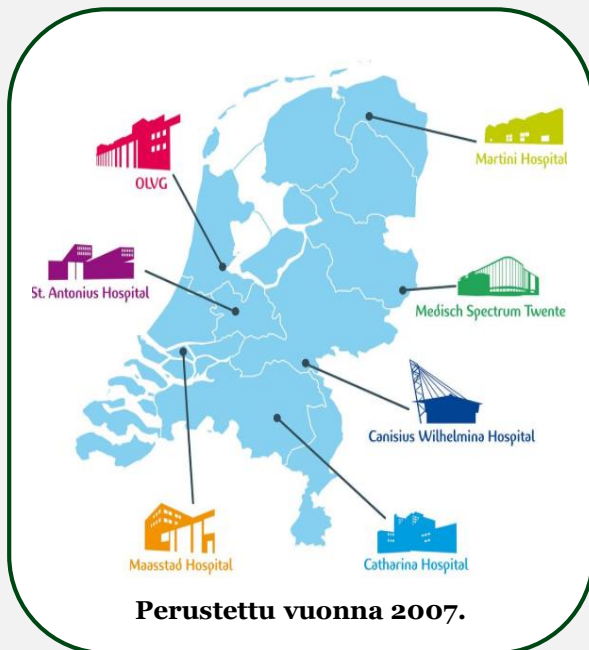 OLVG
Martini Hospital
St. Antonius Hospital
Medisch Spectrum Twente
Canisius Wilhelmina Hospital
Maasstad Hospital
Catharina Hospital
Perustettu vuonna 2007.